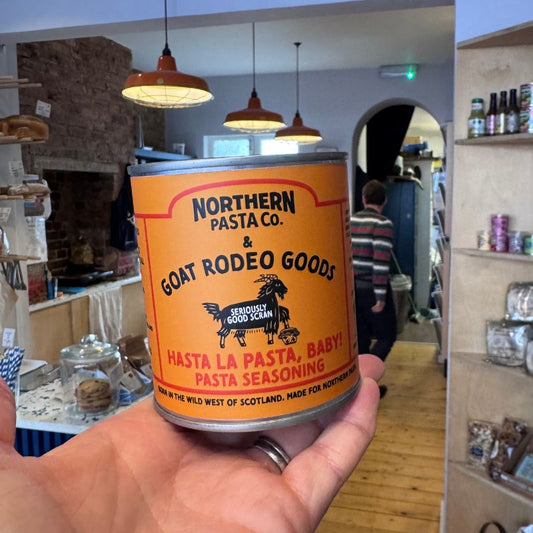 NORTHERN
PASTA CO.
&
GOAT RODEO GOODS
SERIOUSLY
GOOD SCRAN
HASTA LA PASTA, BABY!
PASTA SEASONING
IN THE WILD WEST OF SCOTLAND. MADE FOR NORTHERN